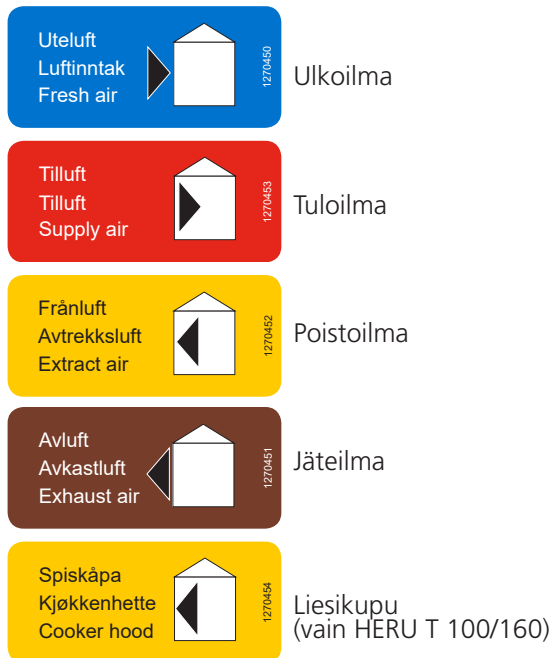 Uteluft
Luftinntak
Fresh air
1270450
Ulkoilma
Tilluft
Tilluft
Supply air
1270453
Tuloilma
Frånluft
Avtrekksluft
Extract air
1270452
Poistoilma
Avluft
Avkastluft
Exhaust air
1270451
Jäteilma
Spiskåpa
Kjøkkenhette
Cooker hood
1270454
Liesikupu
(vain HERU T 100/160)